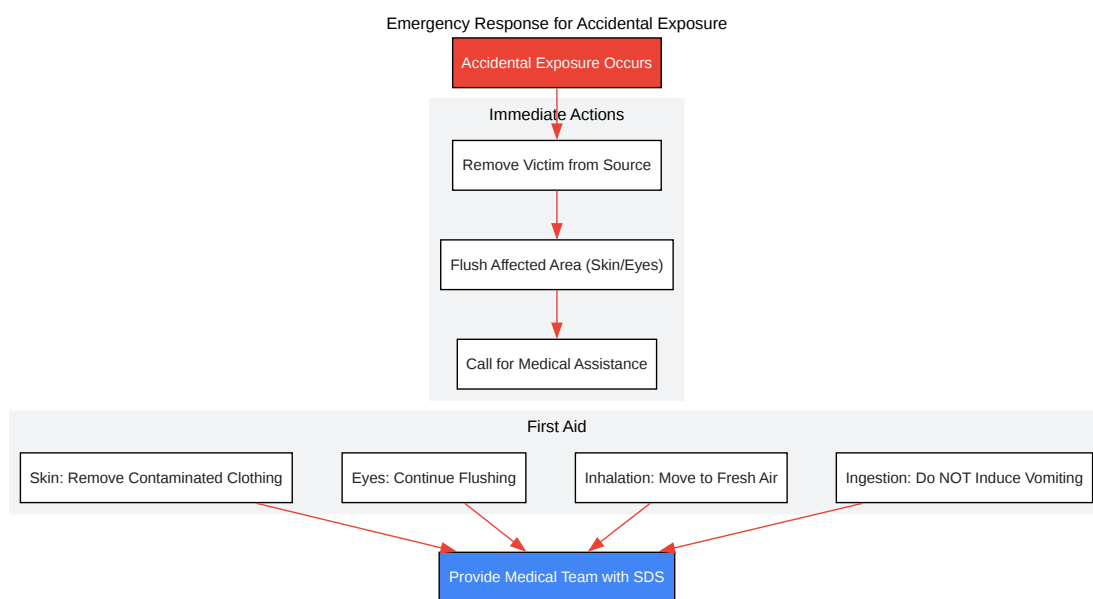 Emergency Response for Accidental Exposure
Accidental Exposure Occurs
Immediate Actions
Remove Victim from Source
Flush Affected Area (Skin/Eyes)
Call for Medical Assistance
First Aid
Skin: Remove Contaminated Clothing
Eyes: Continue Flushing
Inhalation: Move to Fresh Air
Ingestion: Do NOT Induce Vomiting
Provide Medical Team with SDS